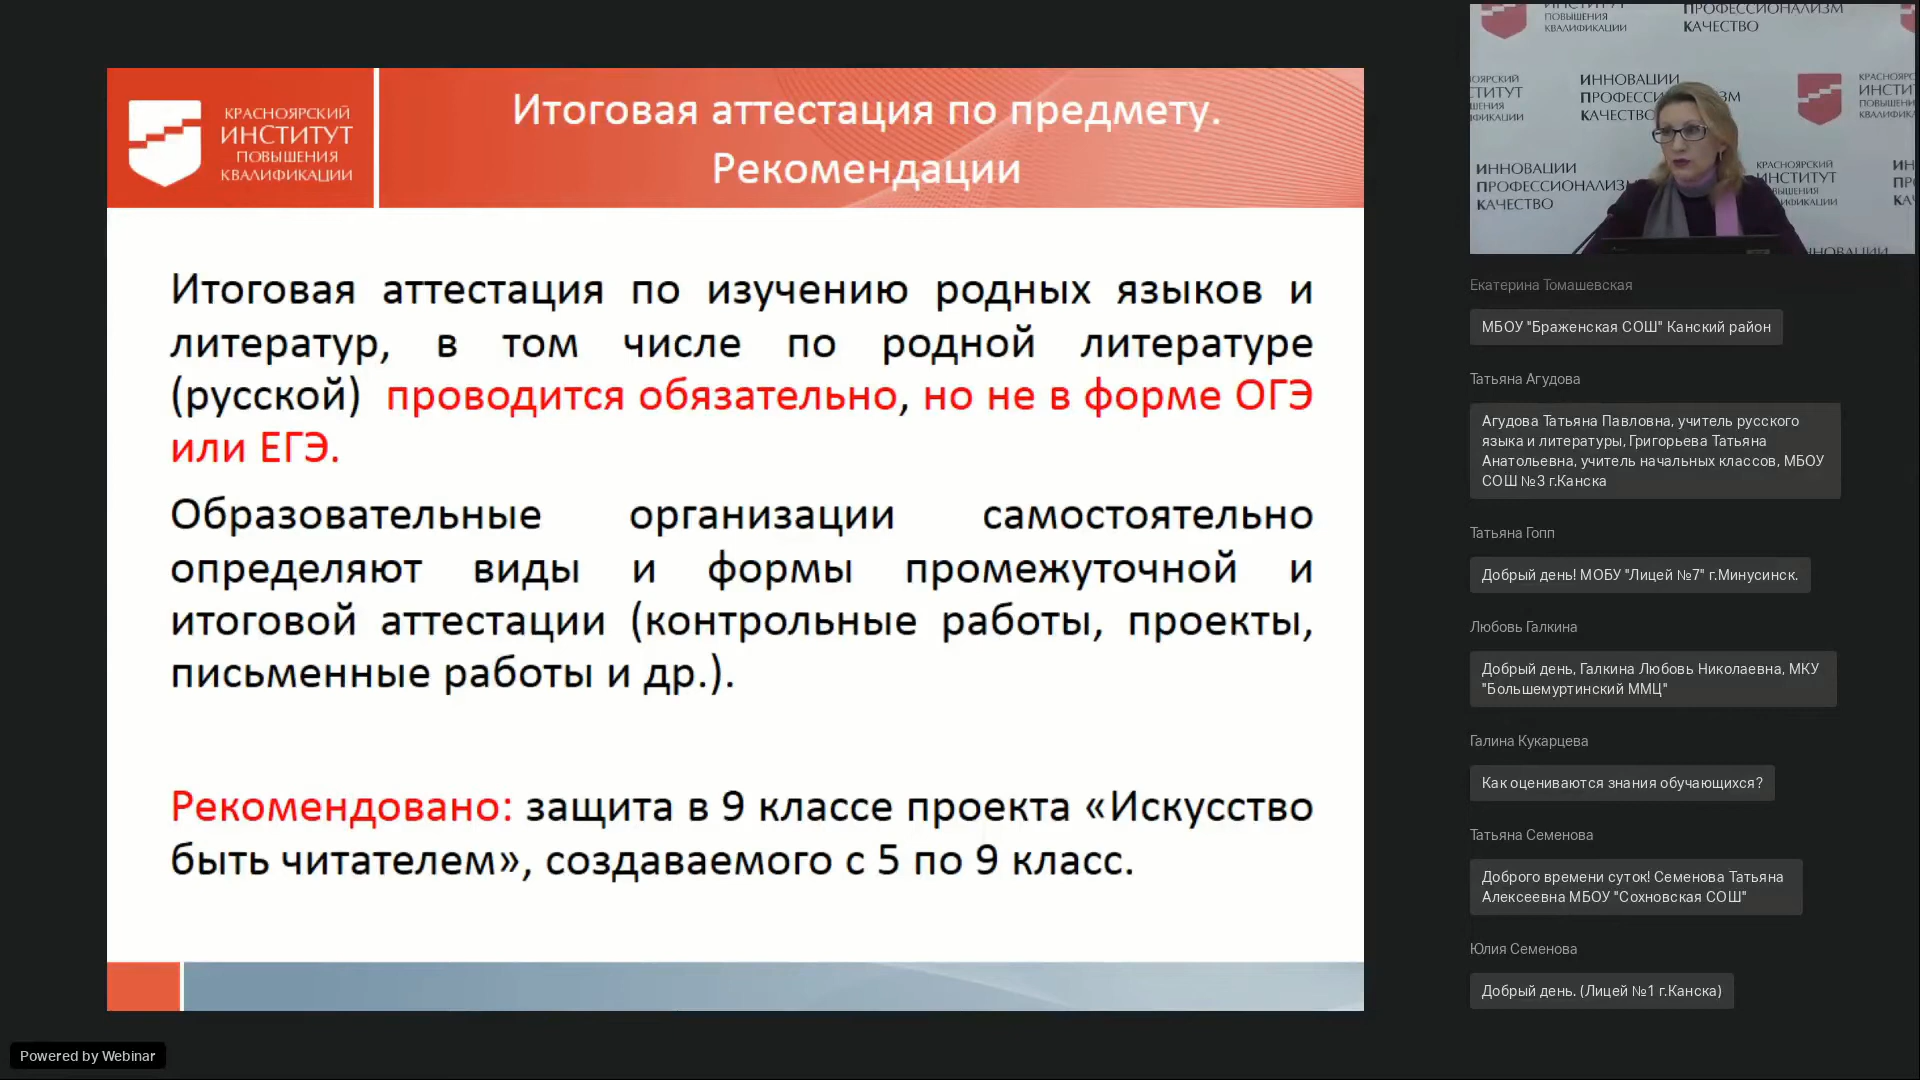 КРАСНОЯРСКИЙ
ИНСТИТУТ
ПОВЫШЕНИЯ
КВАЛИФИКАЦИИ
Итоговая аттестация по предмету.
Рекомендации
Итоговая аттестация по изучению родных языков и
литератур, в том числе по родной литературе
(русской) проводится обязательно, но не в форме ОГЭ
или ЕГЭ.
Образовательные организации самостоятельно
определяют виды и формы промежуточной и
итоговой аттестации (контрольные работы, проекты,
письменные работы и др.).
Рекомендовано: защита в 9 классе проекта «Искусство
быть читателем», создаваемого с 5 по 9 класс.
Powered by Webinar
ПОВЫШЕНИЯ
КВАЛИФИКАЦИИ
ПРОФЕССИОНАЛИЗМ
КАЧЕСТВО
ИННОВАЦИИ
КАЧЕСТВО
ИННОВАЦИИ
КАЧЕСТВО
КРАСНОЯРСКИЙ
ИНСТИТУТ
Екатерина Томашевская
МБОУ "Браженская СОШ" Канский район
Татьяна Агудова
Агудова Татьяна Павловна, учитель русского
языка и литературы, Григорьева Татьяна
Анатольевна, учитель начальных классов, МБОУ
СОШ №3 г.Канска
Татьяна Гопп
Добрый день! МОБУ "Лицей №7" г.Минусинск.
Любовь Галкина
Добрый день, Галкина Любовь Николаевна, МКУ
"Большемуртинский ММЦ"
Галина Кукарцева
Как оцениваются знания обучающихся?
Татьяна Семенова
Доброго времени суток! Семенова Татьяна
Алексеевна МБОУ "Сохновская СОШ"
Юлия Семенова
Добрый день. (Лицей №1 г.Канска)